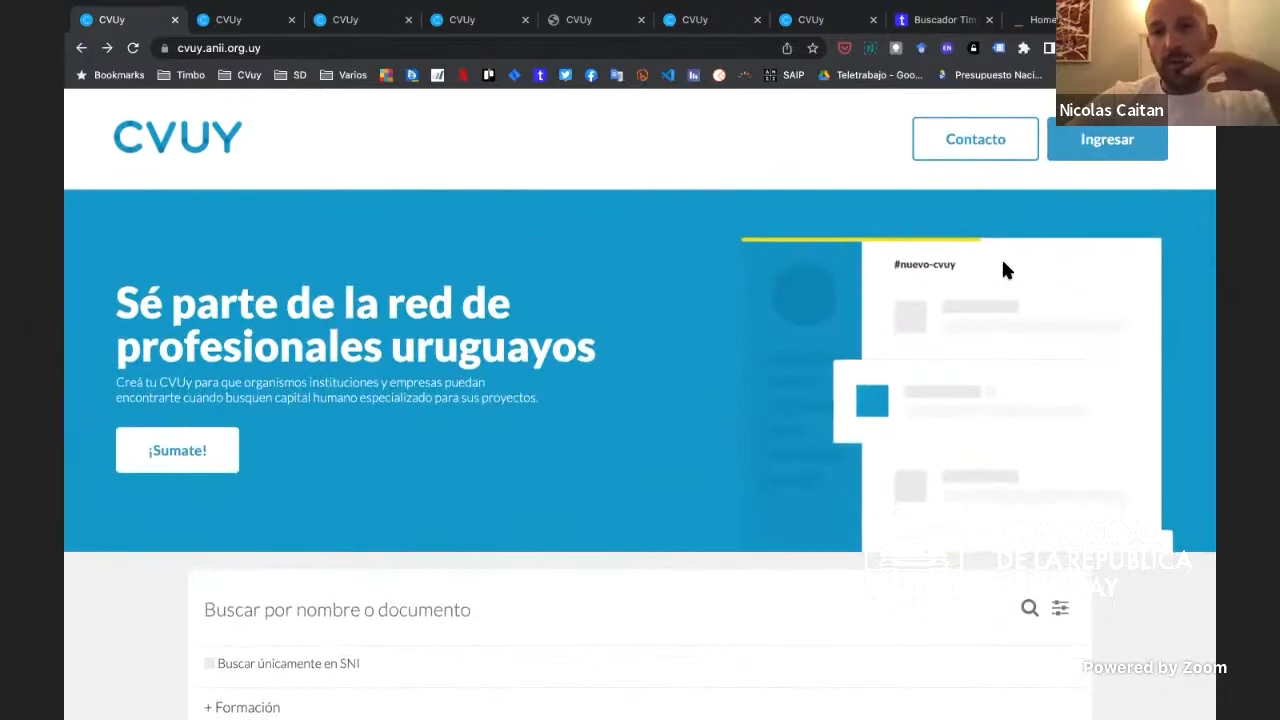 CVUy
CVUy
CVUy
CVUy
CVUy
CVUy
CVUy
Buscador Tim
Home
cvuy.anii.org.uy
Bookmarks
Timbo
CVuy
SD
Varios
SAIP
Teletrabajo - Goo...
Presupuesto Naci...
Nicolas Caitan
CVUY
Contacto
Ingresar
Sé parte de la red de
profesionales uruguayos
Creá tu CVUy para que organismos instituciones y empresas puedan
encontrarte cuando busquen capital humano especializado para sus proyectos.
¡Sumate!
#nuevo-cvuy
DE LA REPÚBLICA
URUGUAY
Buscar por nombre o documento
Buscar únicamente en SNI
+ Formación
Powered by Zoom